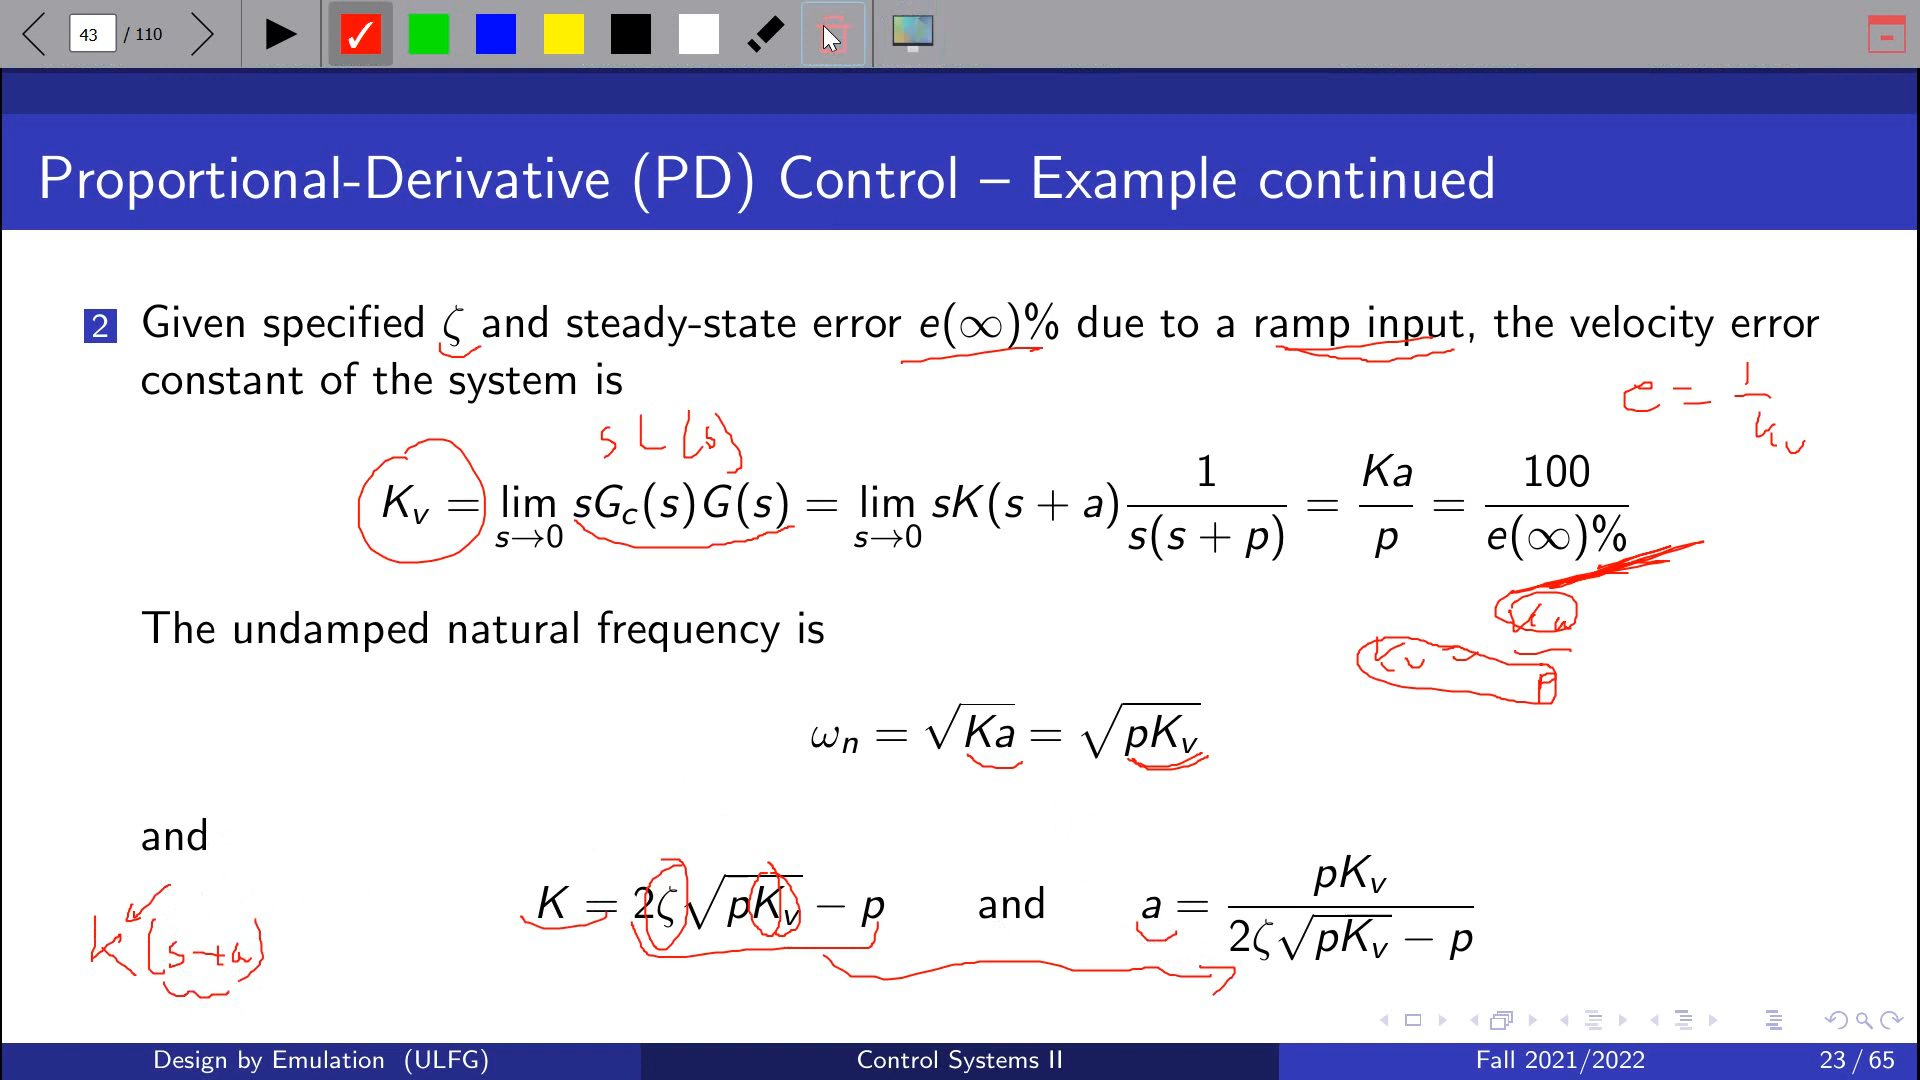 43 / 110
Proportional-Derivative (PD) Control – Example continued
2 Given specified ζ and steady-state error e(∞)% due to a ramp input, the velocity error
constant of the system is
e = 1/Kv
s L(s)
K_v = lim_{s→0} sG_c(s)G(s) = lim_{s→0} sK(s + a) 1/(s(s + p)) = Ka/p = 100/(e(∞)%)
The undamped natural frequency is
Kv = Ka/P
ω_n = √(Ka) = √(pK_v)
and
K = 2ζ√(pK_v) − p and a = pK_v/(2ζ√(pK_v) − p)
K(s+a)
Design by Emulation (ULFG) Control Systems II Fall 2021/2022 23 / 65